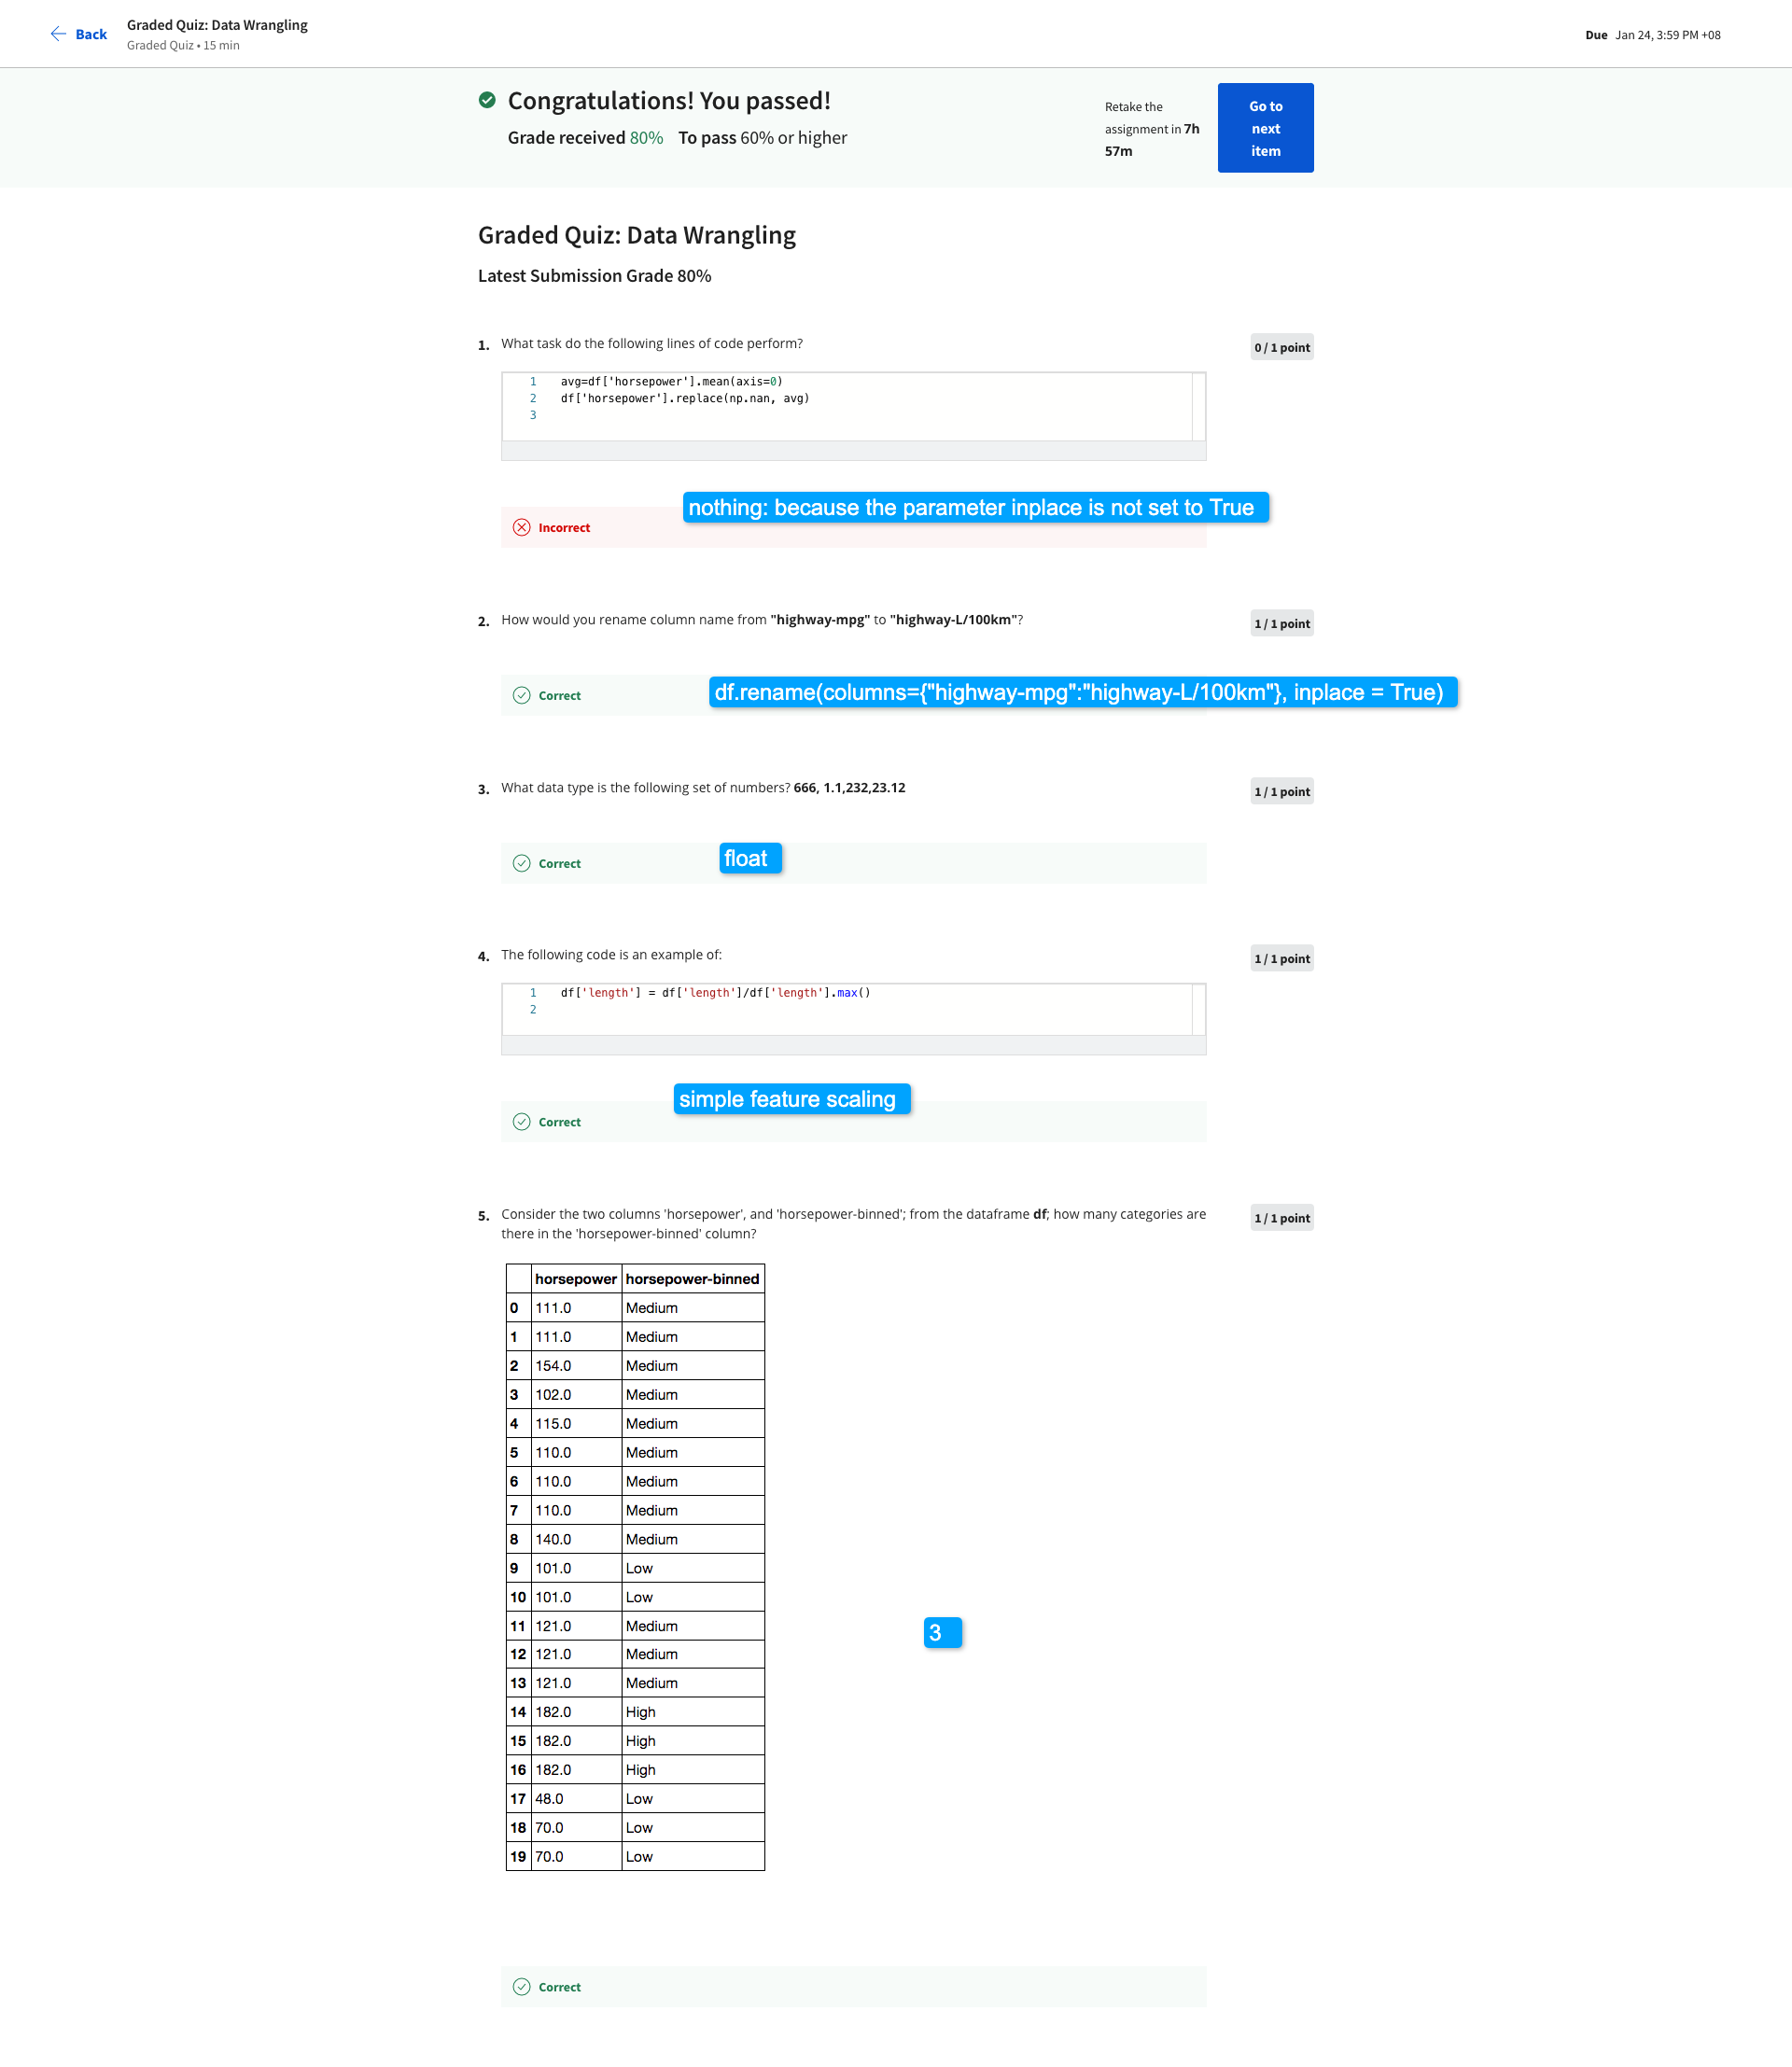 Back
Graded Quiz: Data Wrangling
Graded Quiz • 15 min
Due Jan 24, 3:59 PM +08
Congratulations! You passed!
Grade received 80% To pass 60% or higher
Retake the
assignment in 7h
57m
Go to
next
item
Graded Quiz: Data Wrangling
Latest Submission Grade 80%
1. What task do the following lines of code perform?
0 / 1 point
1 avg=df['horsepower'].mean(axis=0)
2 df['horsepower'].replace(np.nan, avg)
3
nothing: because the parameter inplace is not set to True
Incorrect
2. How would you rename column name from "highway-mpg" to "highway-L/100km"?
1 / 1 point
Correct
df.rename(columns={"highway-mpg":"highway-L/100km"}, inplace = True)
3. What data type is the following set of numbers? 666, 1.1,232,23.12
1 / 1 point
Correct
float
4. The following code is an example of:
1 / 1 point
1 df['length'] = df['length']/df['length'].max()
2
simple feature scaling
Correct
5. Consider the two columns 'horsepower', and 'horsepower-binned'; from the dataframe df; how many categories are
there in the 'horsepower-binned' column?
1 / 1 point
horsepower horsepower-binned
0 111.0 Medium
1 111.0 Medium
2 154.0 Medium
3 102.0 Medium
4 115.0 Medium
5 110.0 Medium
6 110.0 Medium
7 110.0 Medium
8 140.0 Medium
9 101.0 Low
10 101.0 Low
11 121.0 Medium
12 121.0 Medium
13 121.0 Medium
14 182.0 High
15 182.0 High
16 182.0 High
17 48.0 Low
18 70.0 Low
19 70.0 Low
3
Correct